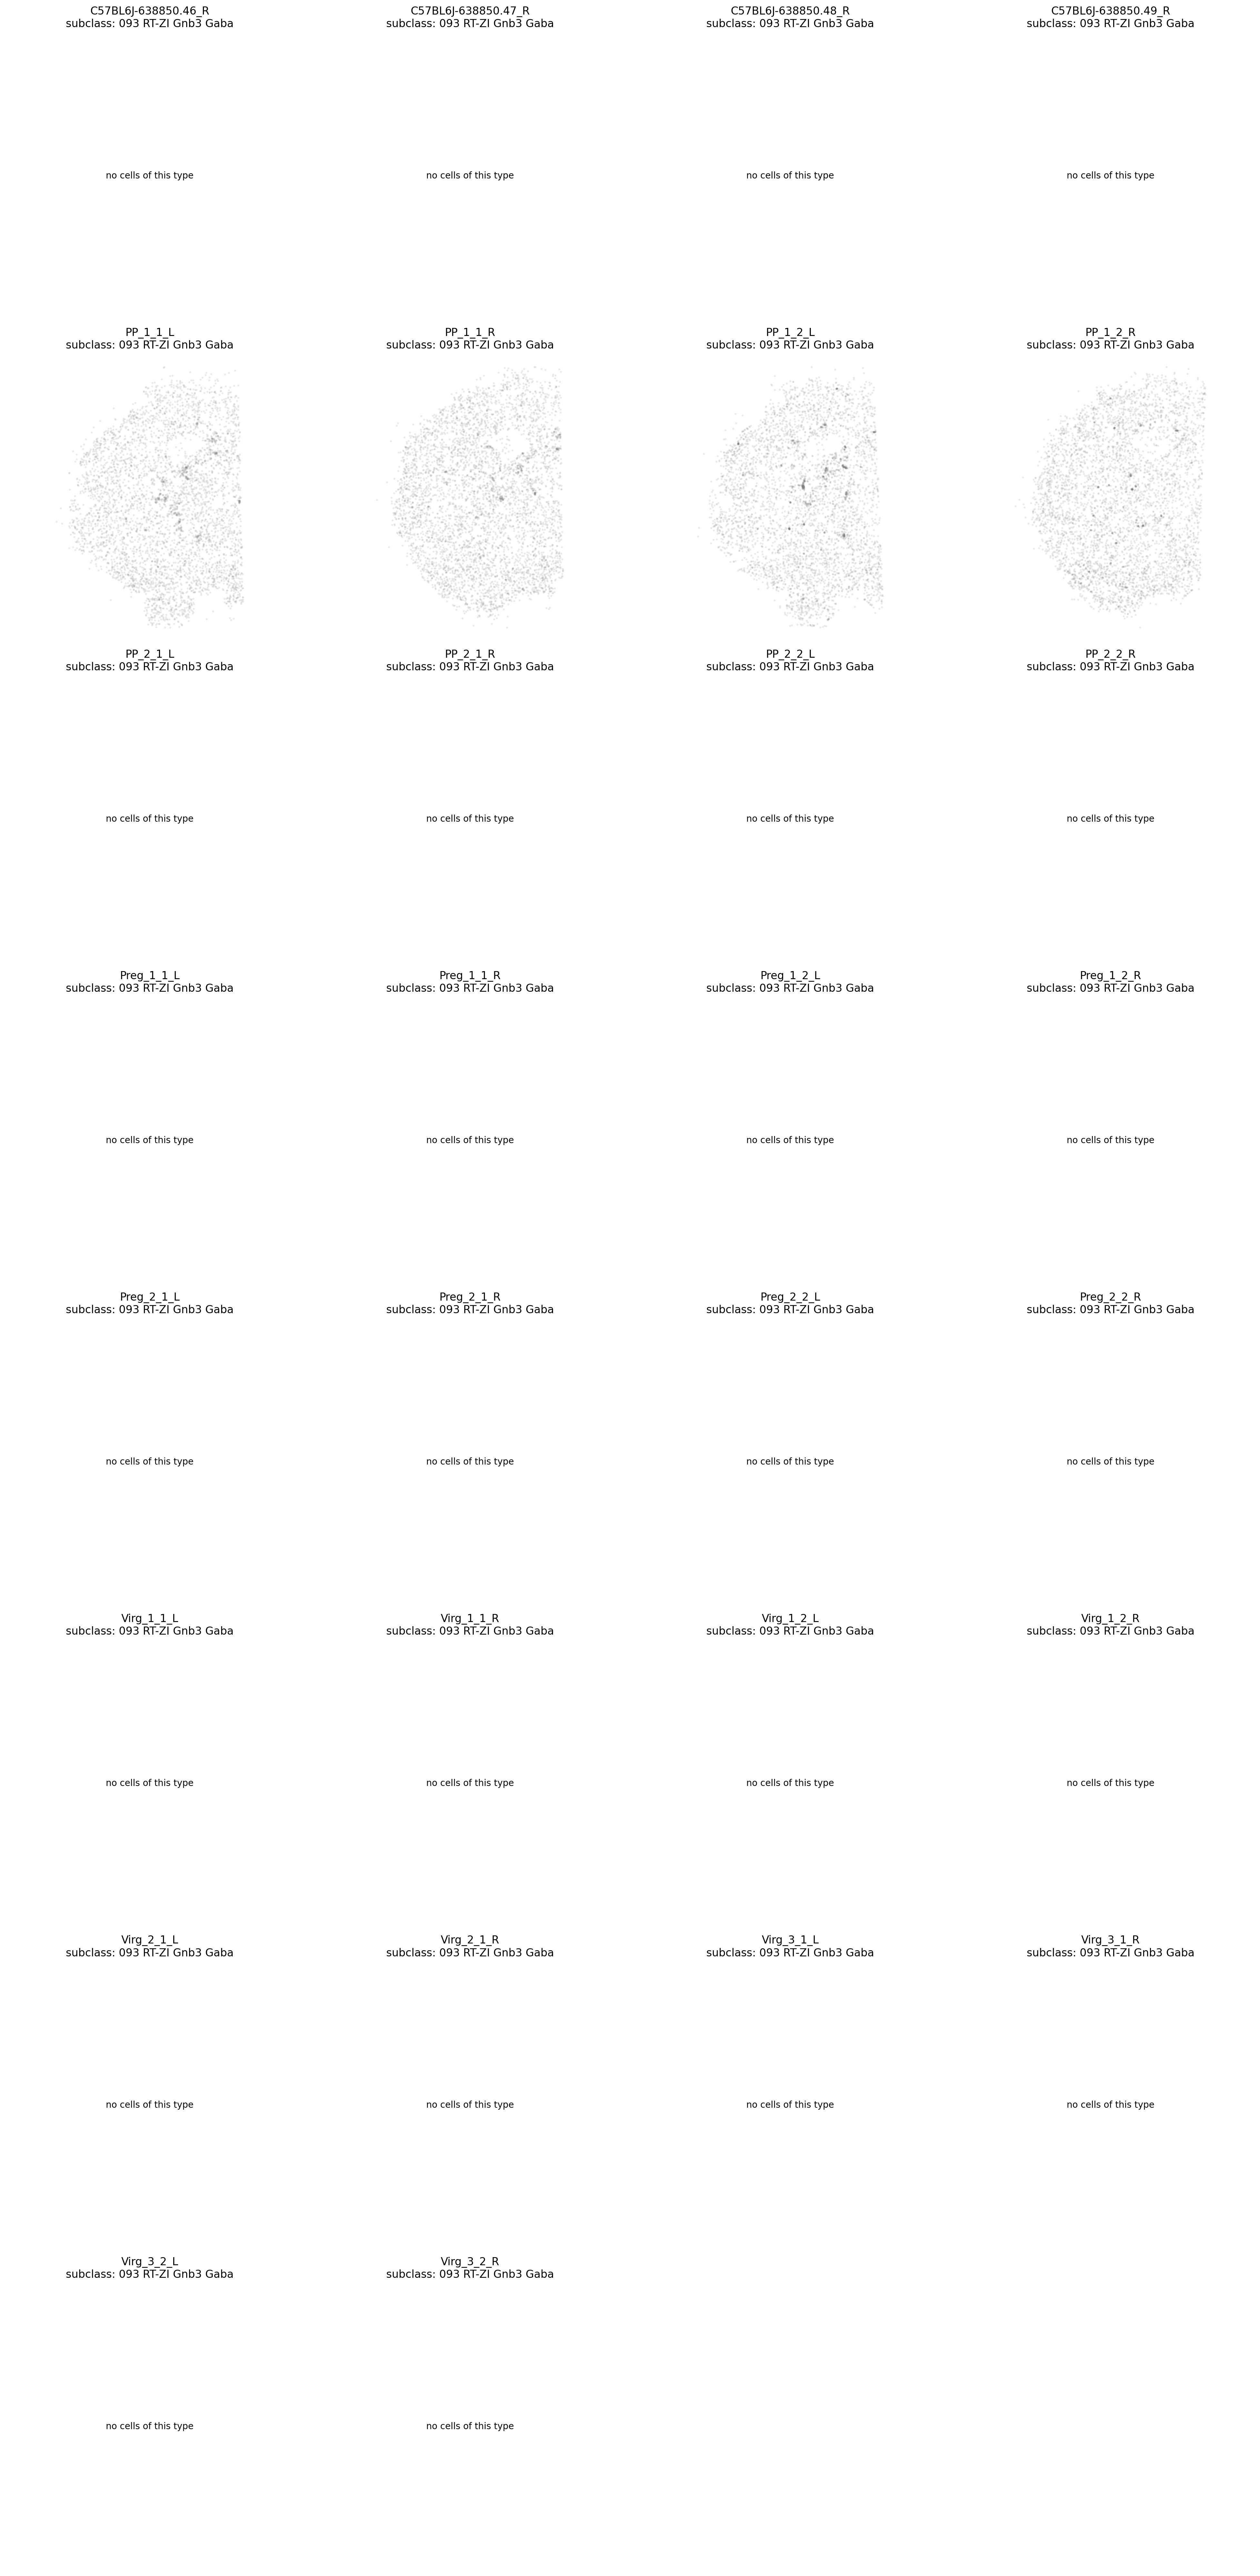 C57BL6J-638850.46_R
subclass: 093 RT-ZI Gnb3 Gaba
no cells of this type
C57BL6J-638850.47_R
subclass: 093 RT-ZI Gnb3 Gaba
no cells of this type
C57BL6J-638850.48_R
subclass: 093 RT-ZI Gnb3 Gaba
no cells of this type
C57BL6J-638850.49_R
subclass: 093 RT-ZI Gnb3 Gaba
no cells of this type
PP_1_1_L
subclass: 093 RT-ZI Gnb3 Gaba
PP_1_1_R
subclass: 093 RT-ZI Gnb3 Gaba
PP_1_2_L
subclass: 093 RT-ZI Gnb3 Gaba
PP_1_2_R
subclass: 093 RT-ZI Gnb3 Gaba
PP_2_1_L
subclass: 093 RT-ZI Gnb3 Gaba
no cells of this type
PP_2_1_R
subclass: 093 RT-ZI Gnb3 Gaba
no cells of this type
PP_2_2_L
subclass: 093 RT-ZI Gnb3 Gaba
no cells of this type
PP_2_2_R
subclass: 093 RT-ZI Gnb3 Gaba
no cells of this type
Preg_1_1_L
subclass: 093 RT-ZI Gnb3 Gaba
no cells of this type
Preg_1_1_R
subclass: 093 RT-ZI Gnb3 Gaba
no cells of this type
Preg_1_2_L
subclass: 093 RT-ZI Gnb3 Gaba
no cells of this type
Preg_1_2_R
subclass: 093 RT-ZI Gnb3 Gaba
no cells of this type
Preg_2_1_L
subclass: 093 RT-ZI Gnb3 Gaba
no cells of this type
Preg_2_1_R
subclass: 093 RT-ZI Gnb3 Gaba
no cells of this type
Preg_2_2_L
subclass: 093 RT-ZI Gnb3 Gaba
no cells of this type
Preg_2_2_R
subclass: 093 RT-ZI Gnb3 Gaba
no cells of this type
Virg_1_1_L
subclass: 093 RT-ZI Gnb3 Gaba
no cells of this type
Virg_1_1_R
subclass: 093 RT-ZI Gnb3 Gaba
no cells of this type
Virg_1_2_L
subclass: 093 RT-ZI Gnb3 Gaba
no cells of this type
Virg_1_2_R
subclass: 093 RT-ZI Gnb3 Gaba
no cells of this type
Virg_2_1_L
subclass: 093 RT-ZI Gnb3 Gaba
no cells of this type
Virg_2_1_R
subclass: 093 RT-ZI Gnb3 Gaba
no cells of this type
Virg_3_1_L
subclass: 093 RT-ZI Gnb3 Gaba
no cells of this type
Virg_3_1_R
subclass: 093 RT-ZI Gnb3 Gaba
no cells of this type
Virg_3_2_L
subclass: 093 RT-ZI Gnb3 Gaba
no cells of this type
Virg_3_2_R
subclass: 093 RT-ZI Gnb3 Gaba
no cells of this type